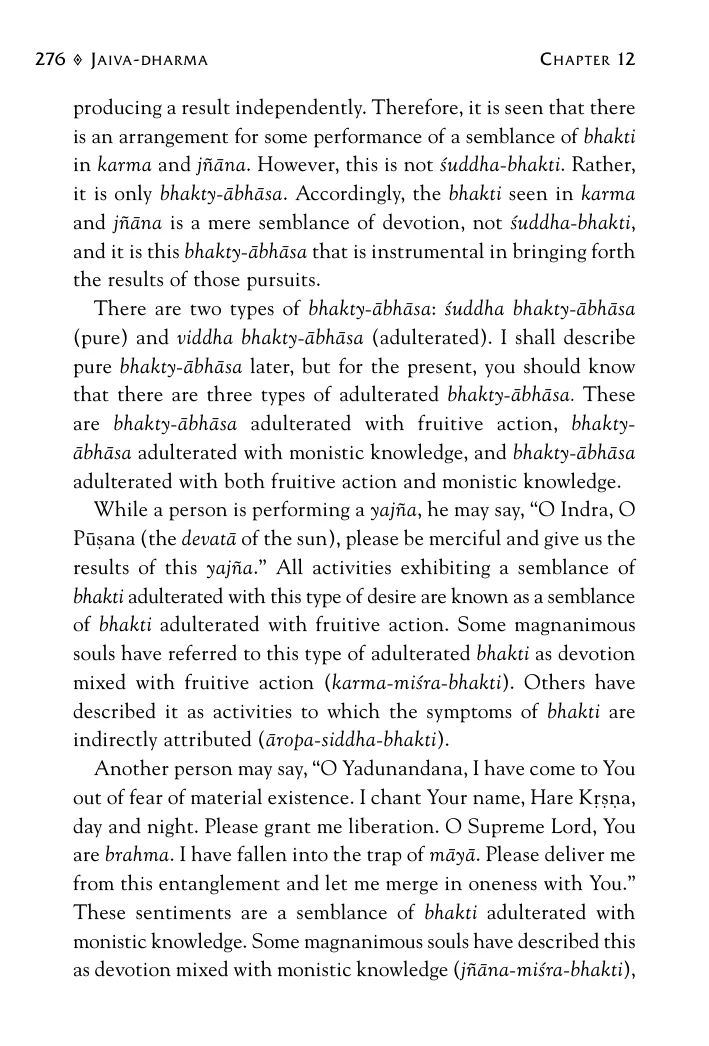 276 ◈ Jaiva-dharma Chapter 12
producing a result independently. Therefore, it is seen that there
is an arrangement for some performance of a semblance of bhakti
in karma and jñāna. However, this is not śuddha-bhakti. Rather,
it is only bhakty-ābhāsa. Accordingly, the bhakti seen in karma
and jñāna is a mere semblance of devotion, not śuddha-bhakti,
and it is this bhakty-ābhāsa that is instrumental in bringing forth
the results of those pursuits.
There are two types of bhakty-ābhāsa: śuddha bhakty-ābhāsa
(pure) and viddha bhakty-ābhāsa (adulterated). I shall describe
pure bhakty-ābhāsa later, but for the present, you should know
that there are three types of adulterated bhakty-ābhāsa. These
are bhakty-ābhāsa adulterated with fruitive action, bhakty-
ābhāsa adulterated with monistic knowledge, and bhakty-ābhāsa
adulterated with both fruitive action and monistic knowledge.
While a person is performing a yajña, he may say, “O Indra, O
Pūṣana (the devatā of the sun), please be merciful and give us the
results of this yajña.” All activities exhibiting a semblance of
bhakti adulterated with this type of desire are known as a semblance
of bhakti adulterated with fruitive action. Some magnanimous
souls have referred to this type of adulterated bhakti as devotion
mixed with fruitive action (karma-miśra-bhakti). Others have
described it as activities to which the symptoms of bhakti are
indirectly attributed (āropa-siddha-bhakti).
Another person may say, “O Yadunandana, I have come to You
out of fear of material existence. I chant Your name, Hare Kṛṣṇa,
day and night. Please grant me liberation. O Supreme Lord, You
are brahma. I have fallen into the trap of māyā. Please deliver me
from this entanglement and let me merge in oneness with You.”
These sentiments are a semblance of bhakti adulterated with
monistic knowledge. Some magnanimous souls have described this
as devotion mixed with monistic knowledge (jñāna-miśra-bhakti),